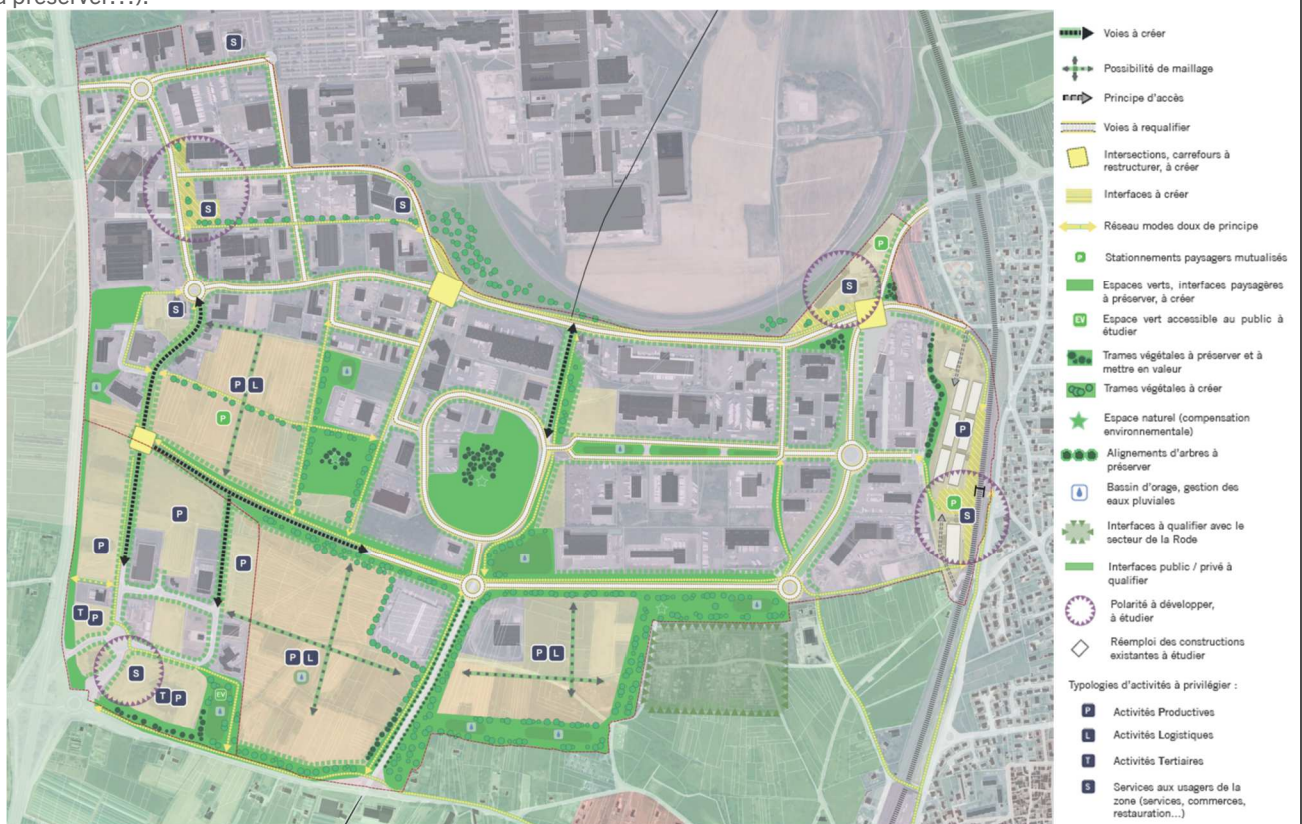 à préserver...).
S
S
S
P
S
S
S
P L
P
P
S
P
P
P
P
T P
P L
P L
S
T P
EV
Voies à créer
Possibilité de maillage
Principe d'accès
Voies à requalifier
Intersections, carrefours à
restructurer, à créer
Interfaces à créer
Réseau modes doux de principe
P Stationnements paysagers mutualisés
Espaces verts, interfaces paysagères
à préserver, à créer
EV Espace vert accessible au public à
étudier
Trames végétales à préserver et à
mettre en valeur
Trames végétales à créer
Espace naturel (compensation
environnementale)
Alignements d'arbres à
préserver
Bassin d'orage, gestion des
eaux pluviales
Interfaces à qualifier avec le
secteur de la Rode
Interfaces public / privé à
qualifier
Polarité à développer,
à étudier
Réemploi des constructions
existantes à étudier
Typologies d'activités à privilégier :
P Activités Productives
L Activités Logistiques
T Activités Tertiaires
S Services aux usagers de la
zone (services, commerces,
restauration...)